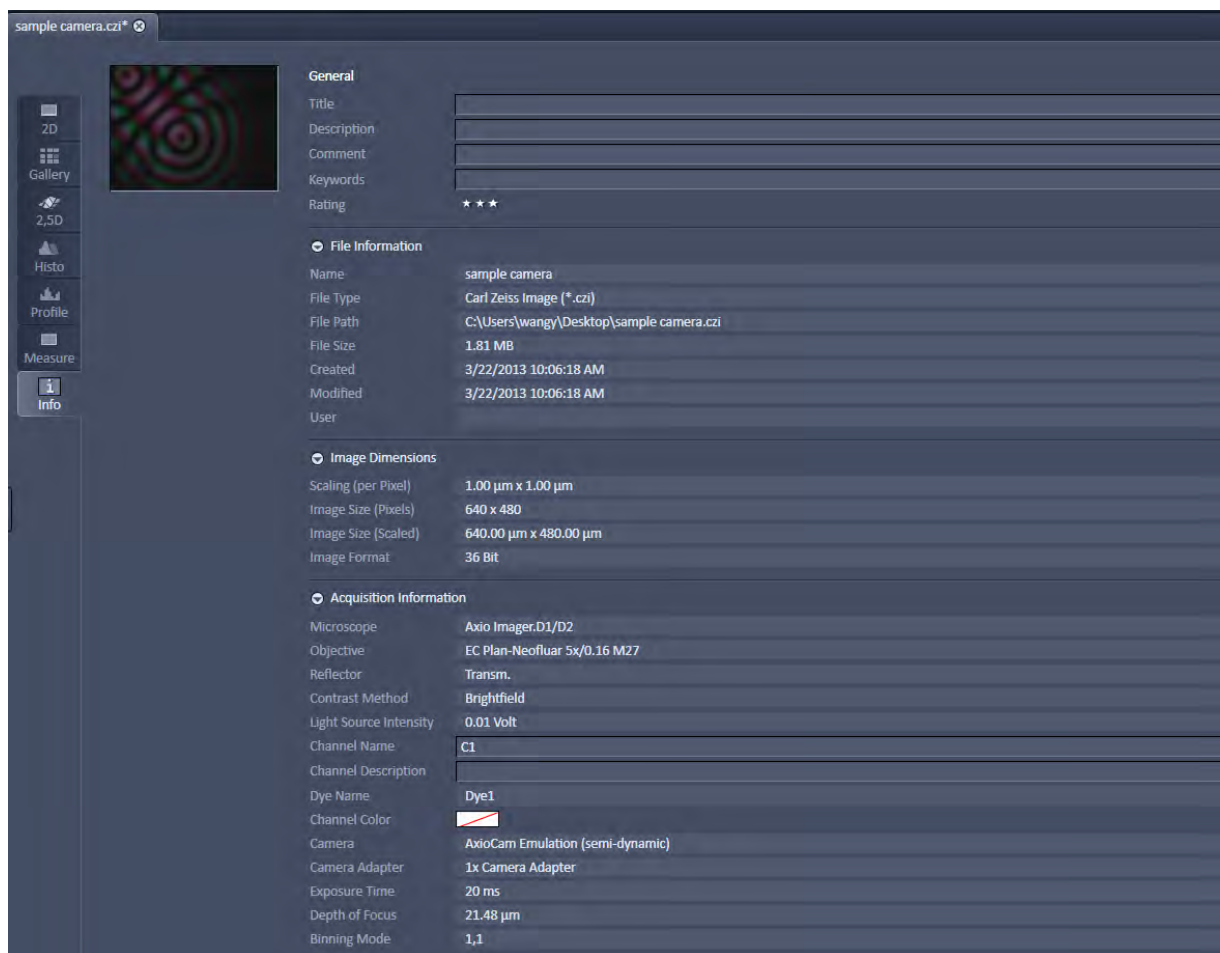 sample camera.czi*
2D
Gallery
2,5D
Histo
Profile
Measure
i
Info
General
Title
Description
Comment
Keywords
Rating ★ ★ ★
File Information
Name sample camera
File Type Carl Zeiss Image (*.czi)
File Path C:\Users\wangy\Desktop\sample camera.czi
File Size 1.81 MB
Created 3/22/2013 10:06:18 AM
Modified 3/22/2013 10:06:18 AM
User
Image Dimensions
Scaling (per Pixel) 1.00 µm x 1.00 µm
Image Size (Pixels) 640 x 480
Image Size (Scaled) 640.00 µm x 480.00 µm
Image Format 36 Bit
Acquisition Information
Microscope Axio Imager.D1/D2
Objective EC Plan-Neofluar 5x/0.16 M27
Reflector Transm.
Contrast Method Brightfield
Light Source Intensity 0.01 Volt
Channel Name C1
Channel Description
Dye Name Dye1
Channel Color
Camera AxioCam Emulation (semi-dynamic)
Camera Adapter 1x Camera Adapter
Exposure Time 20 ms
Depth of Focus 21.48 µm
Binning Mode 1,1